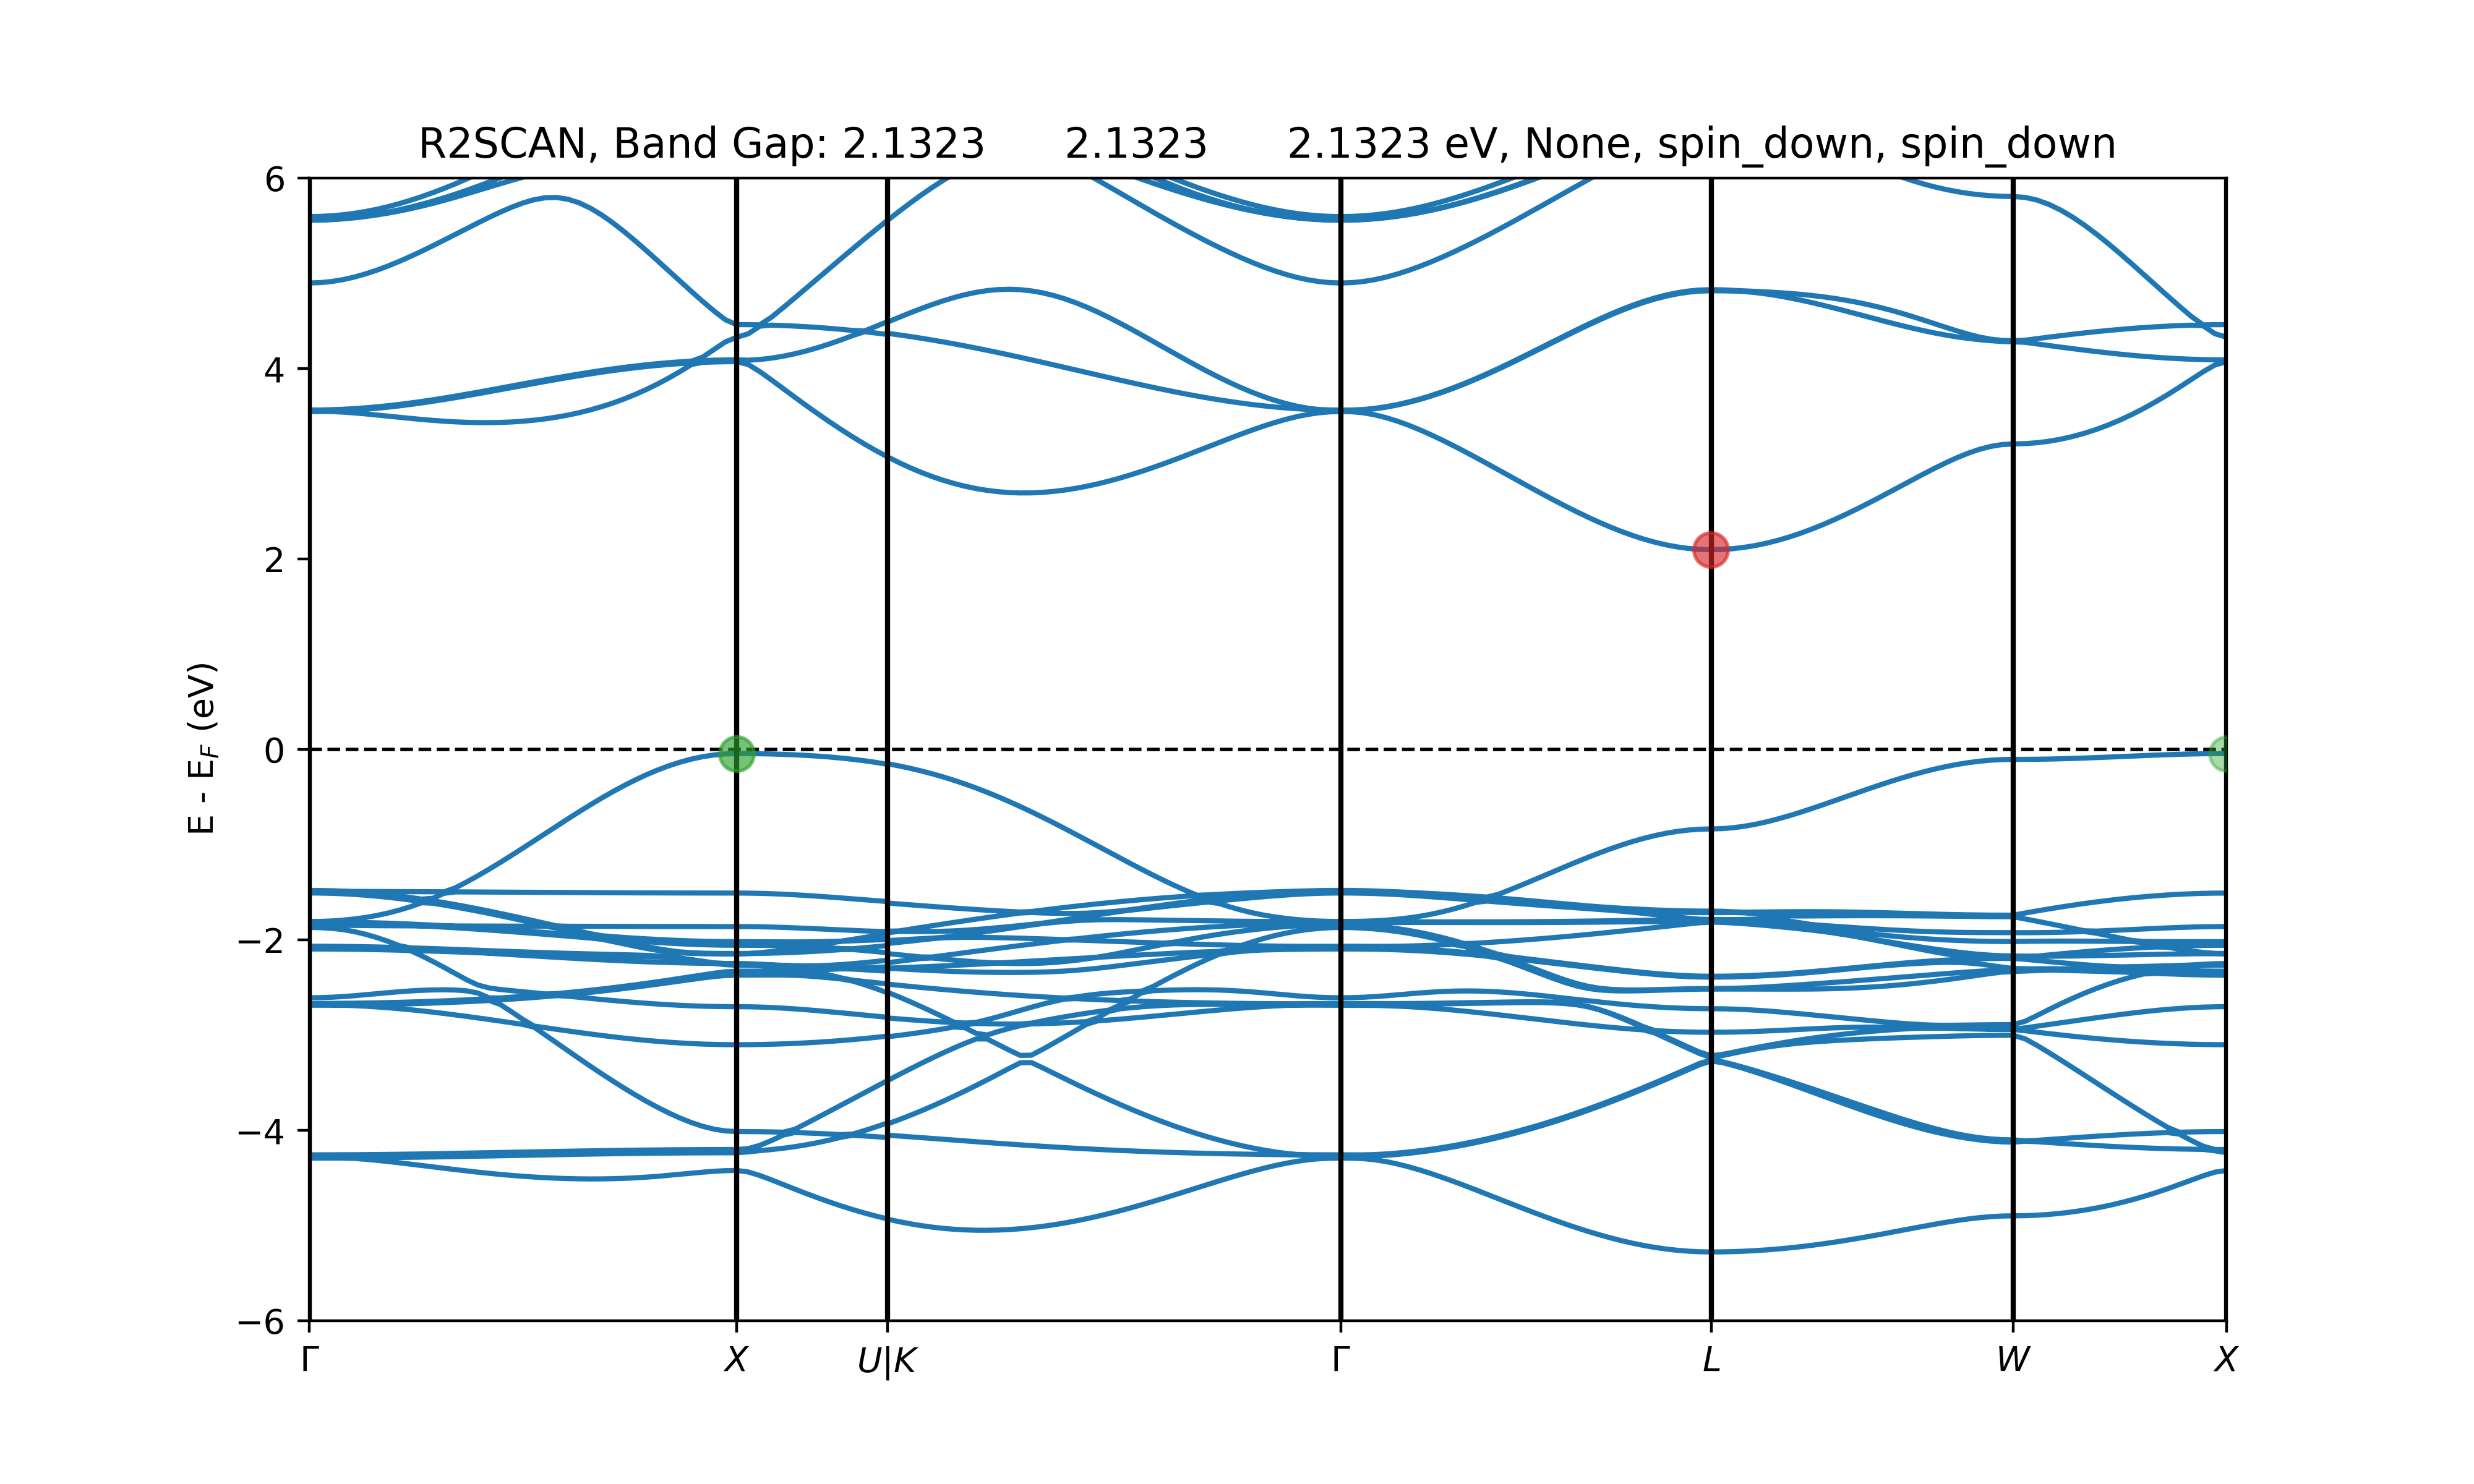 R2SCAN, Band Gap: 2.1323 2.1323 2.1323 eV, None, spin_down, spin_down
6
4
2
0
−2
−4
−6
E - E_F (eV)
Γ X U|K Γ L W X